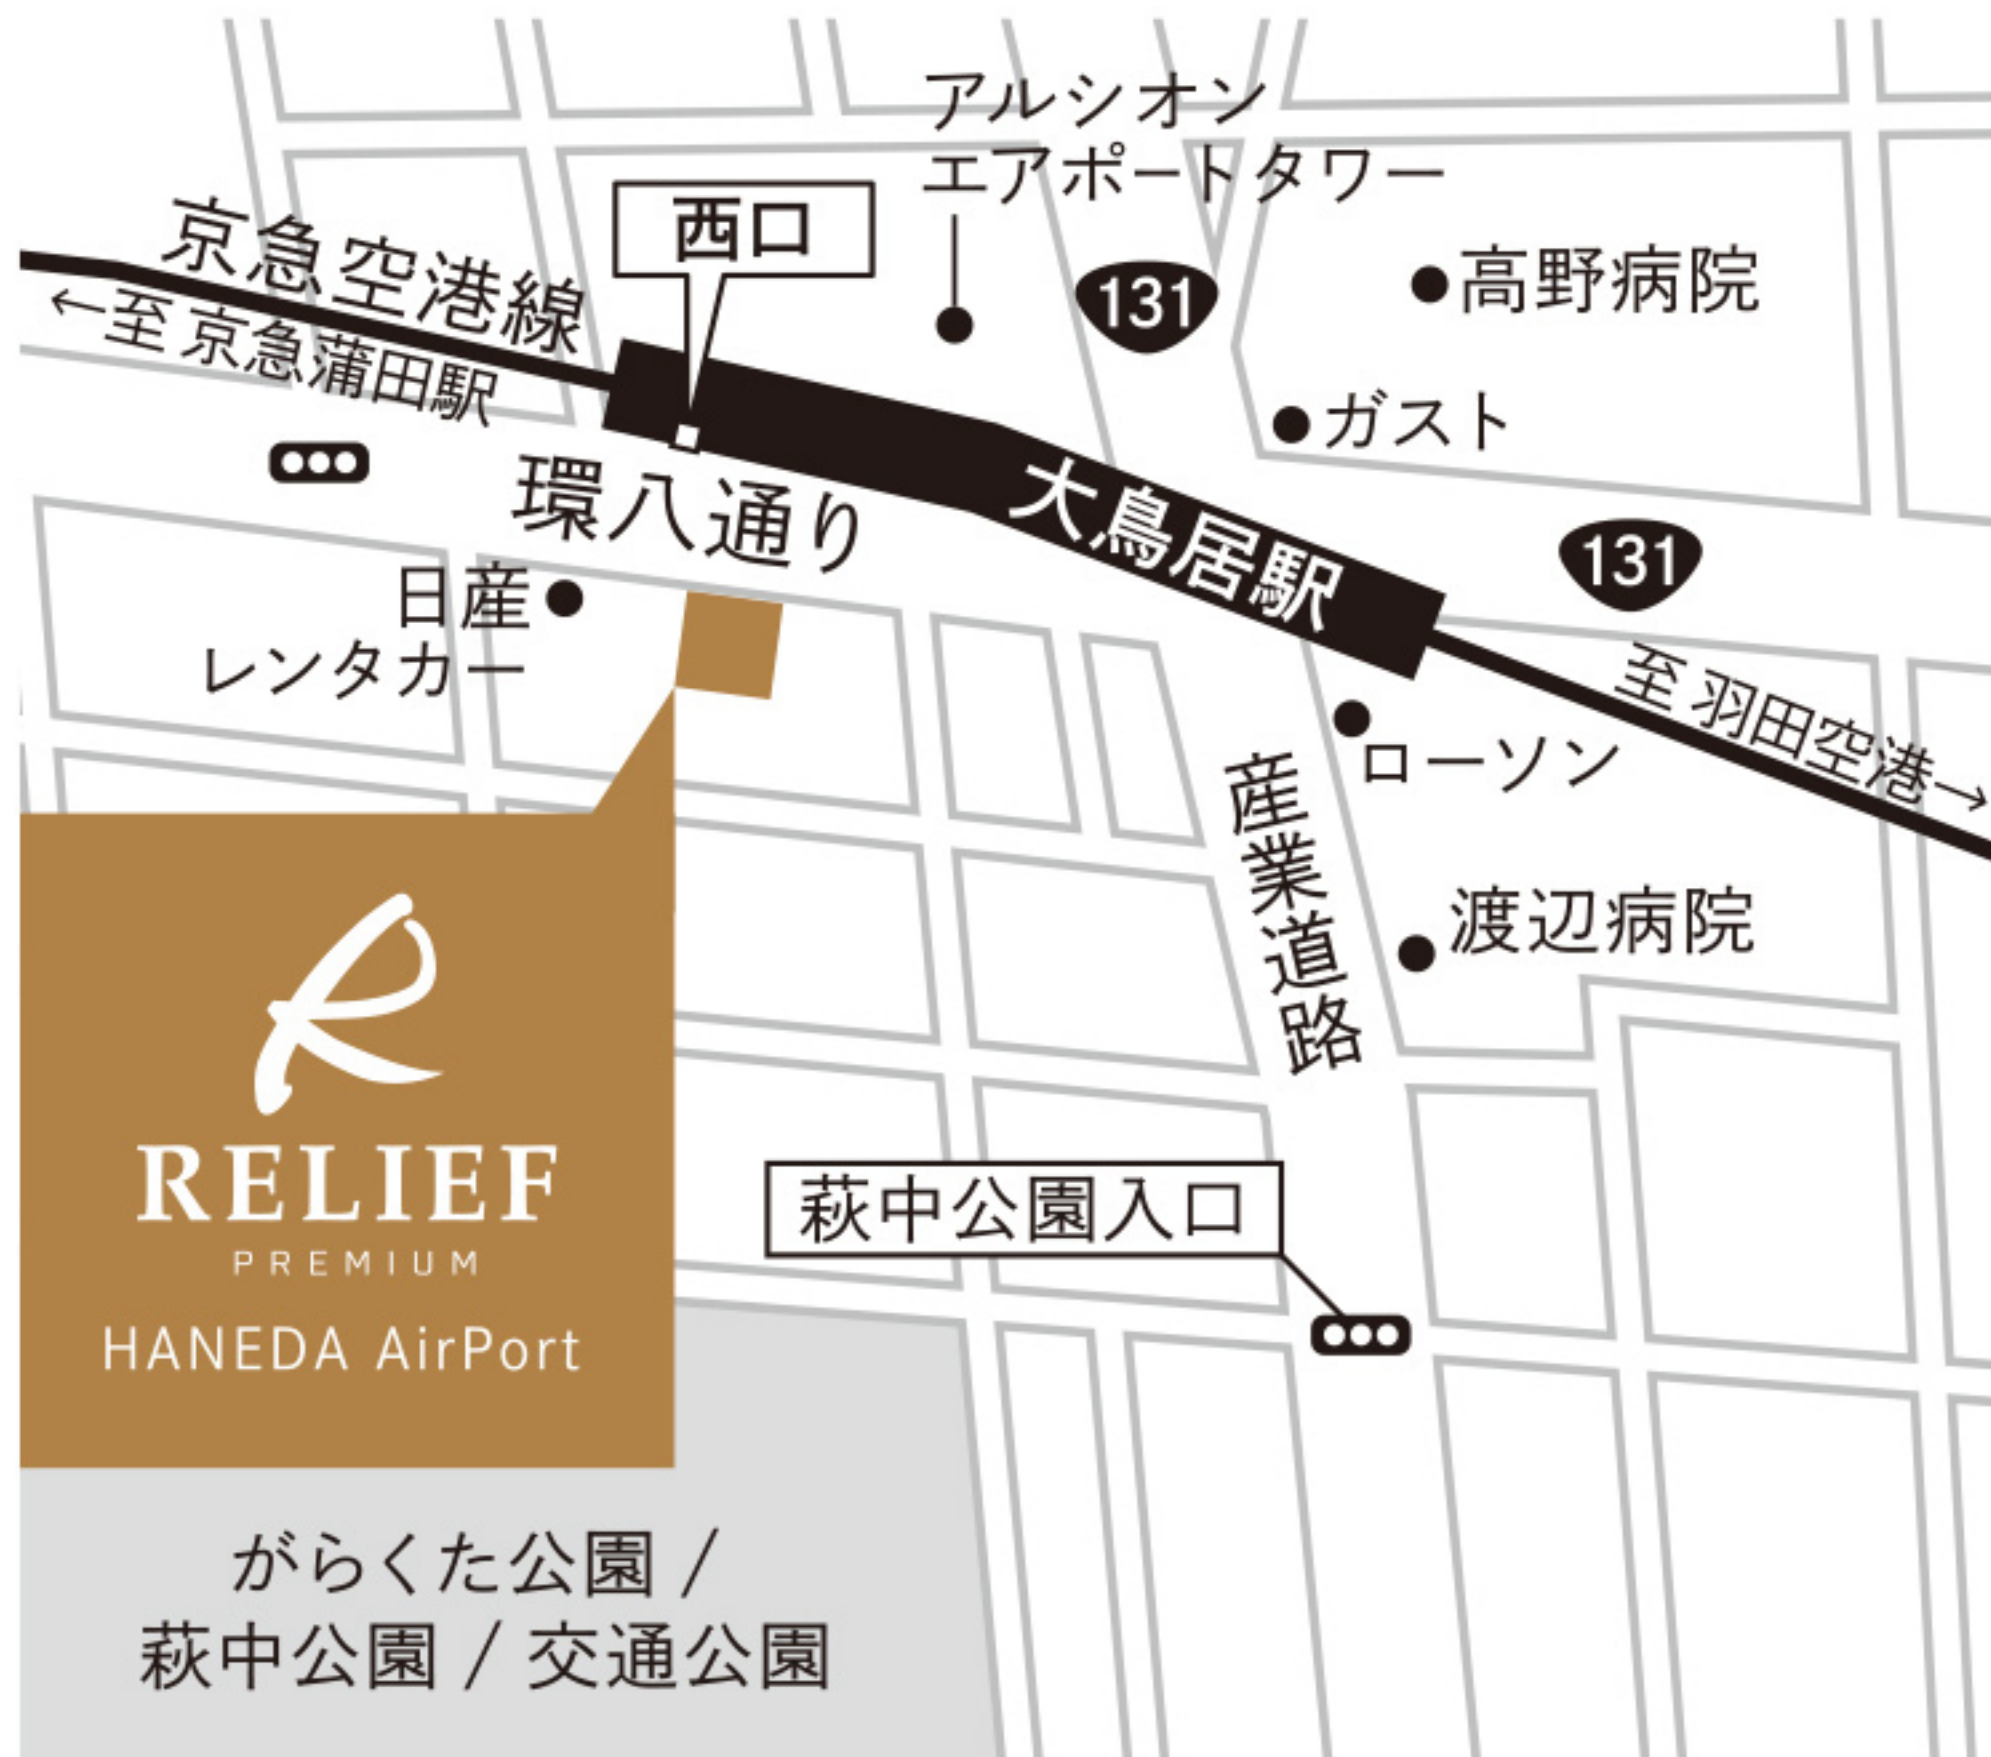 アルシオン
エアポートタワー
西口
131
京急空港線
高野病院
←至 京急蒲田駅
ガスト
環八通り
大鳥居駅
131
日産
レンタカー
至 羽田空港→
ローソン
産業道路
渡辺病院
R
RELIEF
PREMIUM
HANEDA AirPort
萩中公園入口
がらくた公園 /
萩中公園 / 交通公園